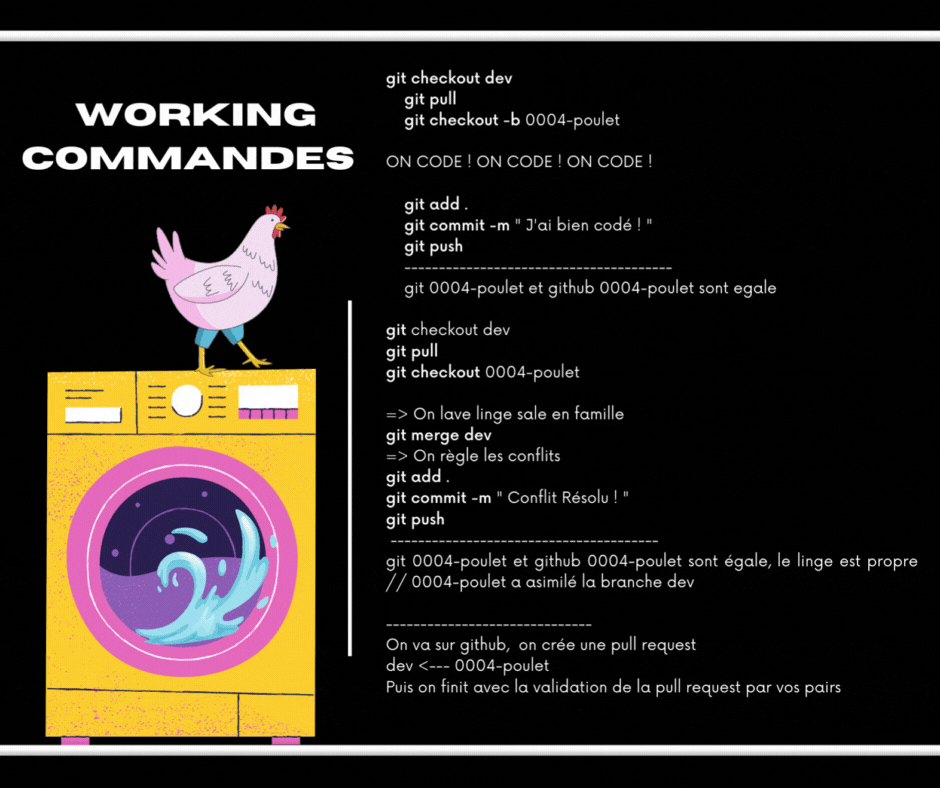 WORKING
COMMANDES
git checkout dev
git pull
git checkout -b 0004-poulet
ON CODE ! ON CODE ! ON CODE !
git add .
git commit -m " J'ai bien codé ! "
git push
---------------------------------------
git 0004-poulet et github 0004-poulet sont egale
git checkout dev
git pull
git checkout 0004-poulet
=> On lave linge sale en famille
git merge dev
=> On règle les conflits
git add .
git commit -m " Conflit Résolu ! "
git push
---------------------------------------
git 0004-poulet et github 0004-poulet sont égale, le linge est propre
// 0004-poulet a asimilé la branche dev
------------------------------
On va sur github, on crée une pull request
dev <--- 0004-poulet
Puis on finit avec la validation de la pull request par vos pairs